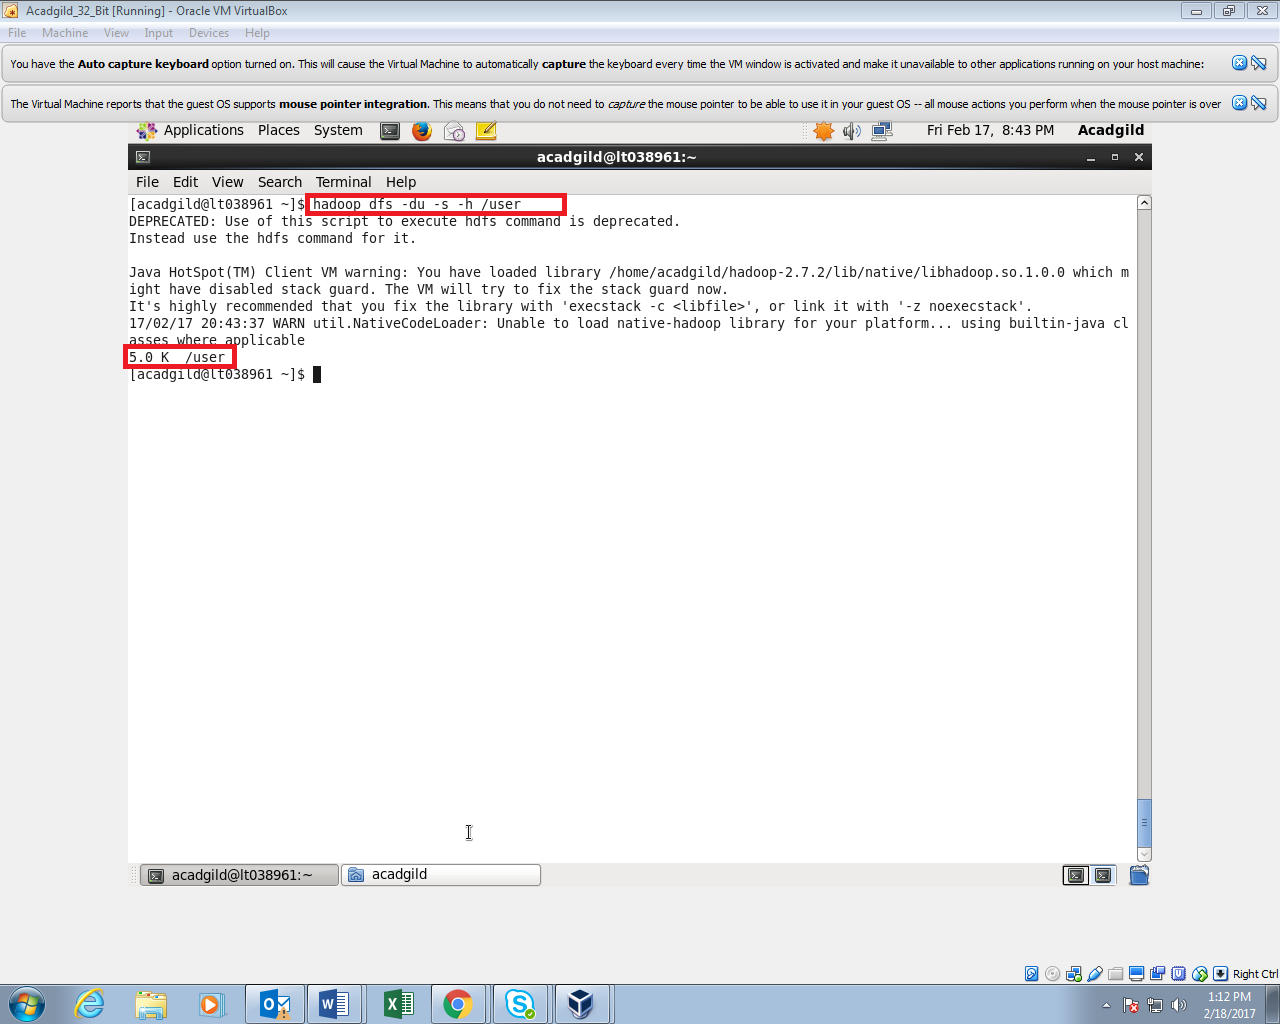 Acadgild_32_Bit [Running] - Oracle VM VirtualBox
File Machine View Input Devices Help
You have the Auto capture keyboard option turned on. This will cause the Virtual Machine to automatically capture the keyboard every time the VM window is activated and make it unavailable to other applications running on your host machine:
The Virtual Machine reports that the guest OS supports mouse pointer integration. This means that you do not need to capture the mouse pointer to be able to use it in your guest OS -- all mouse actions you perform when the mouse pointer is over
Applications Places System Fri Feb 17, 8:43 PM Acadgild
acadgild@lt038961:~
File Edit View Search Terminal Help
[acadgild@lt038961 ~]$ hadoop dfs -du -s -h /user
DEPRECATED: Use of this script to execute hdfs command is deprecated.
Instead use the hdfs command for it.
Java HotSpot(TM) Client VM warning: You have loaded library /home/acadgild/hadoop-2.7.2/lib/native/libhadoop.so.1.0.0 which m
ight have disabled stack guard. The VM will try to fix the stack guard now.
It's highly recommended that you fix the library with 'execstack -c <libfile>', or link it with '-z noexecstack'.
17/02/17 20:43:37 WARN util.NativeCodeLoader: Unable to load native-hadoop library for your platform... using builtin-java cl
asses where applicable
5.0 K  /user
[acadgild@lt038961 ~]$
acadgild@lt038961:~ acadgild
Right Ctrl
1:12 PM
2/18/2017